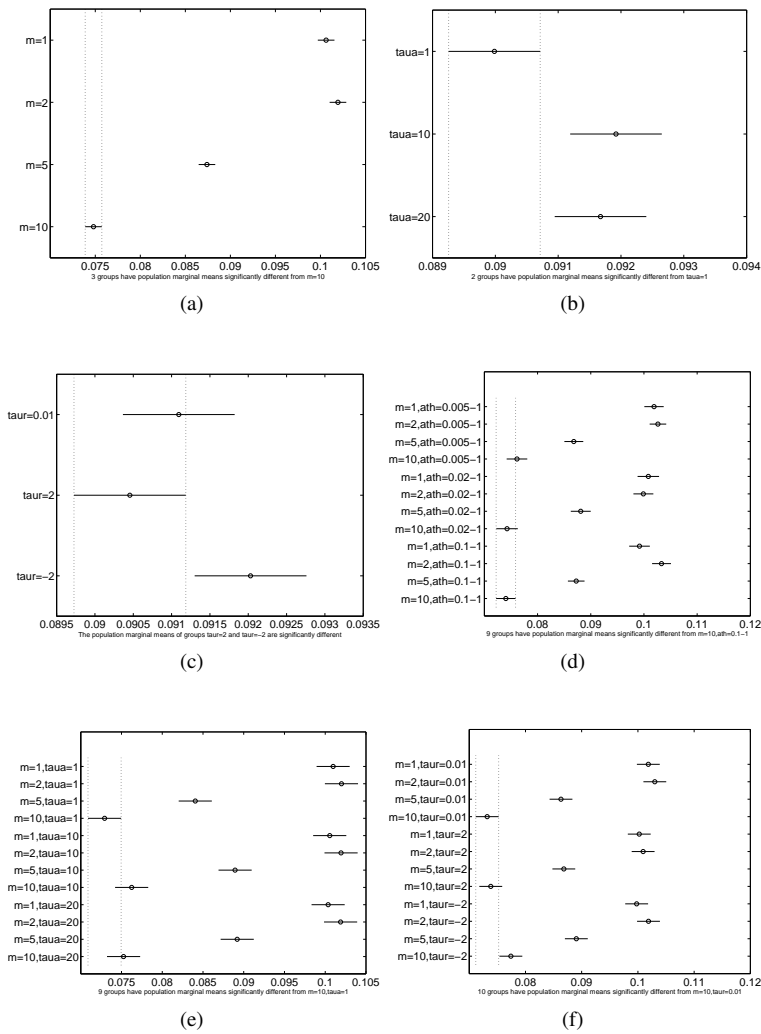 m=1
m=2
m=5
m=10
0.075 0.08 0.085 0.09 0.095 0.1 0.105
3 groups have population marginal means significantly different from m=10
(a)
taua=1
taua=10
taua=20
0.089 0.09 0.091 0.092 0.093 0.094
2 groups have population marginal means significantly different from taua=1
(b)
taur=0.01
taur=2
taur=−2
0.0895 0.09 0.0905 0.091 0.0915 0.092 0.0925 0.093 0.0935
The population marginal means of groups taur=2 and taur=−2 are significantly different
(c)
m=1,ath=0.005−1
m=2,ath=0.005−1
m=5,ath=0.005−1
m=10,ath=0.005−1
m=1,ath=0.02−1
m=2,ath=0.02−1
m=5,ath=0.02−1
m=10,ath=0.02−1
m=1,ath=0.1−1
m=2,ath=0.1−1
m=5,ath=0.1−1
m=10,ath=0.1−1
0.08 0.09 0.1 0.11 0.12
9 groups have population marginal means significantly different from m=10,ath=0.1−1
(d)
m=1,taua=1
m=2,taua=1
m=5,taua=1
m=10,taua=1
m=1,taua=10
m=2,taua=10
m=5,taua=10
m=10,taua=10
m=1,taua=20
m=2,taua=20
m=5,taua=20
m=10,taua=20
0.075 0.08 0.085 0.09 0.095 0.1 0.105
9 groups have population marginal means significantly different from m=10,taua=1
(e)
m=1,taur=0.01
m=2,taur=0.01
m=5,taur=0.01
m=10,taur=0.01
m=1,taur=2
m=2,taur=2
m=5,taur=2
m=10,taur=2
m=1,taur=−2
m=2,taur=−2
m=5,taur=−2
m=10,taur=−2
0.08 0.09 0.1 0.11 0.12
10 groups have population marginal means significantly different from m=10,taur=0.01
(f)